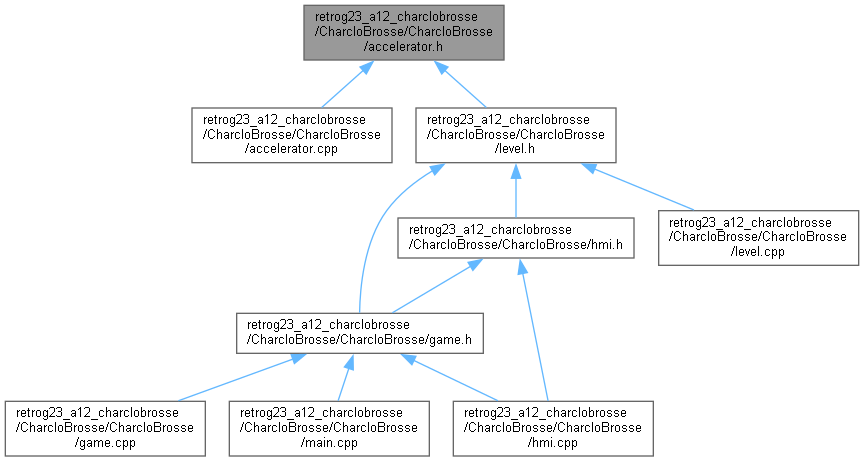 retrog23_a12_charclobrosse
/CharcloBrosse/CharcloBrosse
/accelerator.h
retrog23_a12_charclobrosse
/CharcloBrosse/CharcloBrosse
/accelerator.cpp
retrog23_a12_charclobrosse
/CharcloBrosse/CharcloBrosse
/level.h
retrog23_a12_charclobrosse
/CharcloBrosse/CharcloBrosse/hmi.h
retrog23_a12_charclobrosse
/CharcloBrosse/CharcloBrosse
/level.cpp
retrog23_a12_charclobrosse
/CharcloBrosse/CharcloBrosse/game.h
retrog23_a12_charclobrosse
/CharcloBrosse/CharcloBrosse
/game.cpp
retrog23_a12_charclobrosse
/CharcloBrosse/CharcloBrosse
/main.cpp
retrog23_a12_charclobrosse
/CharcloBrosse/CharcloBrosse
/hmi.cpp